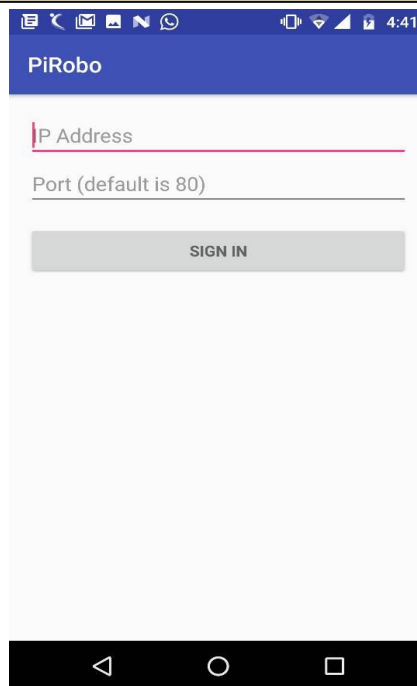 4:41
PiRobo
IP Address
Port (default is 80)
SIGN IN